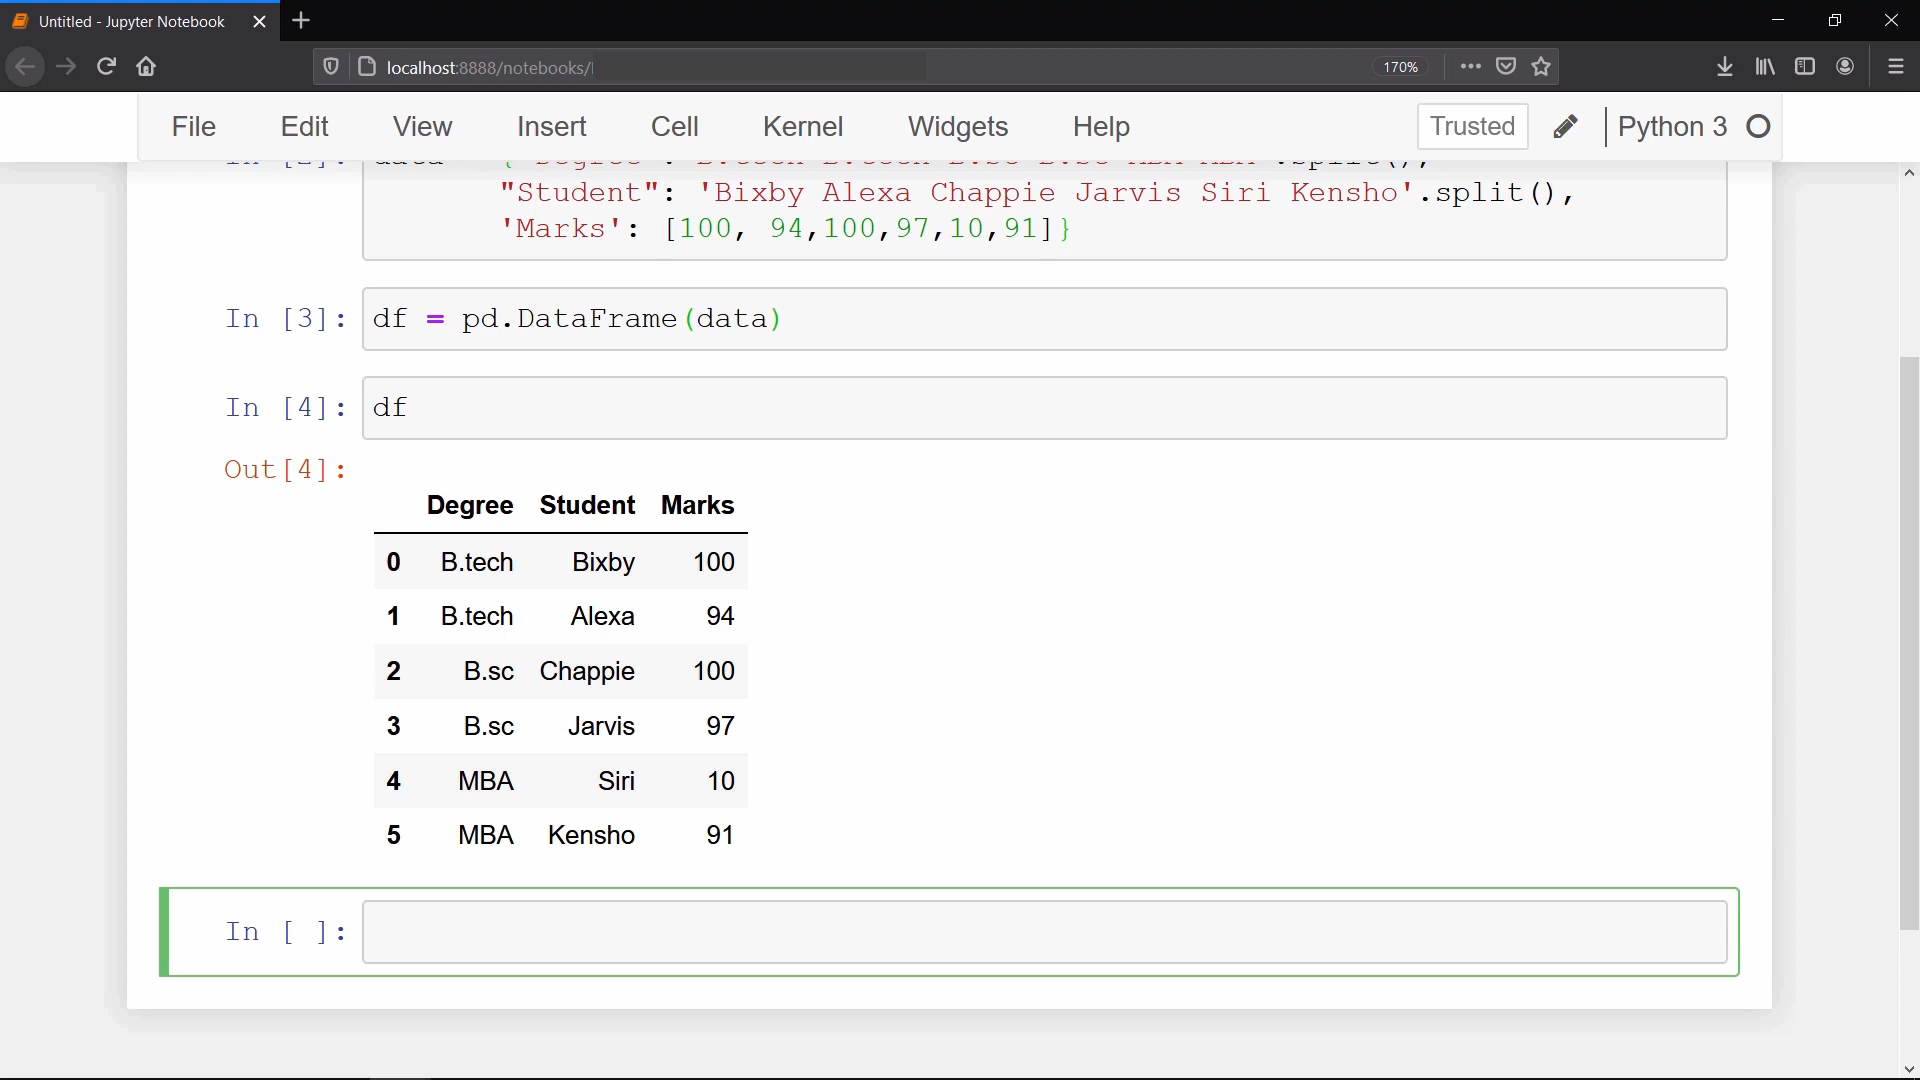 Untitled - Jupyter Notebook
localhost:8888/notebooks/
170%
File Edit View Insert Cell Kernel Widgets Help Trusted Python 3
"Student": 'Bixby Alexa Chappie Jarvis Siri Kensho'.split(),
'Marks': [100, 94,100,97,10,91]}
In [3]: df = pd.DataFrame(data)
In [4]: df
Out[4]:
Degree Student Marks
0 B.tech Bixby 100
1 B.tech Alexa 94
2 B.sc Chappie 100
3 B.sc Jarvis 97
4 MBA Siri 10
5 MBA Kensho 91
In [ ]: